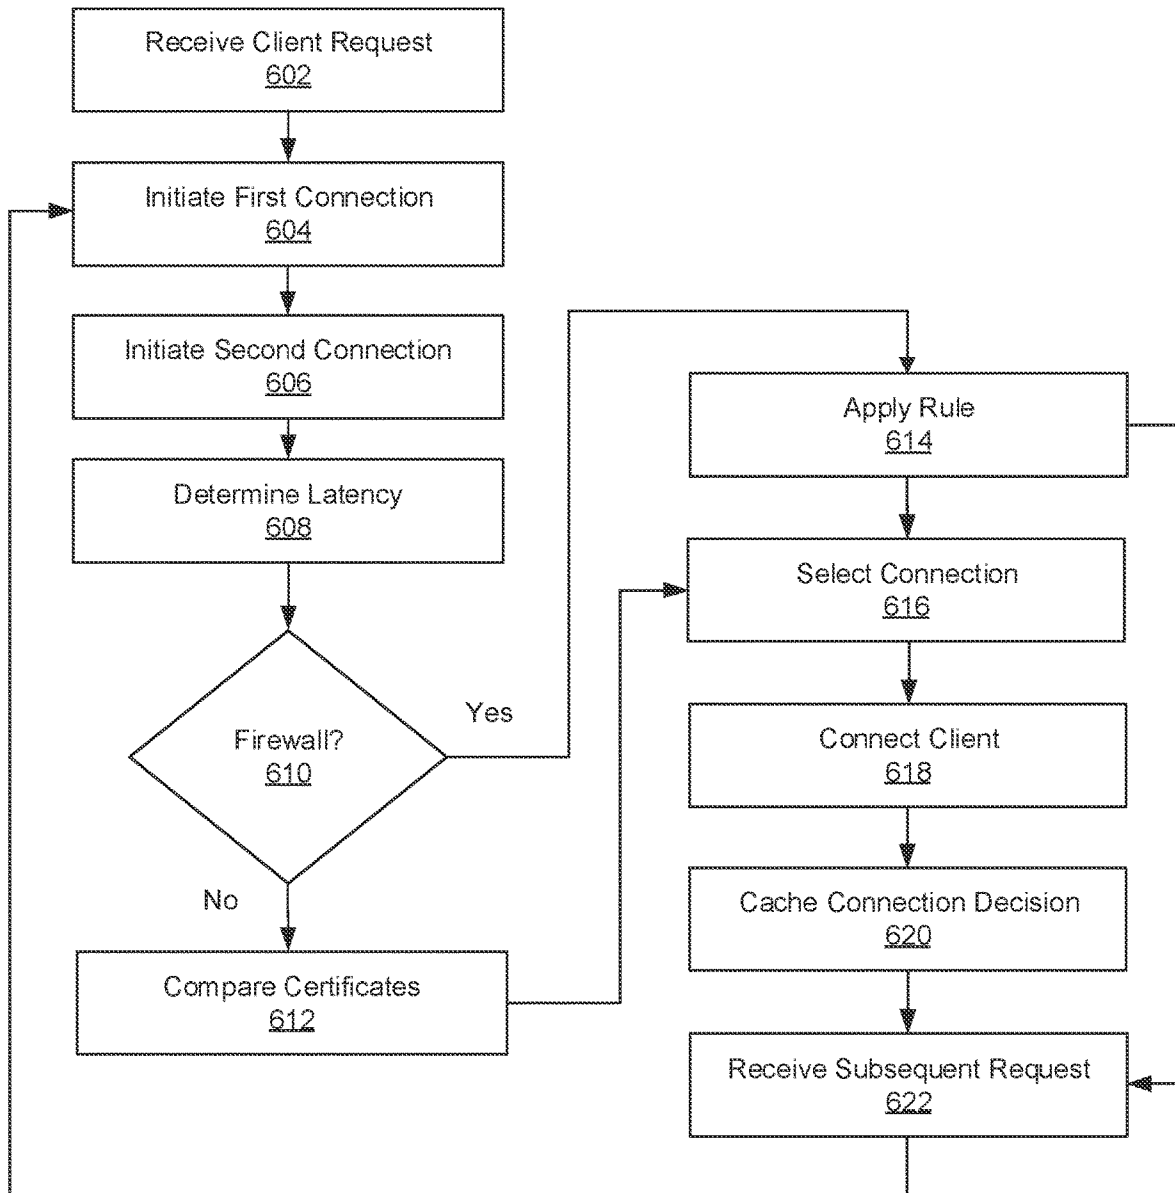 Receive Client Request
602
Initiate First Connection
604
Initiate Second Connection
606
Determine Latency
608
Firewall?
610
Yes
No
Compare Certificates
612
Apply Rule
614
Select Connection
616
Connect Client
618
Cache Connection Decision
620
Receive Subsequent Request
622